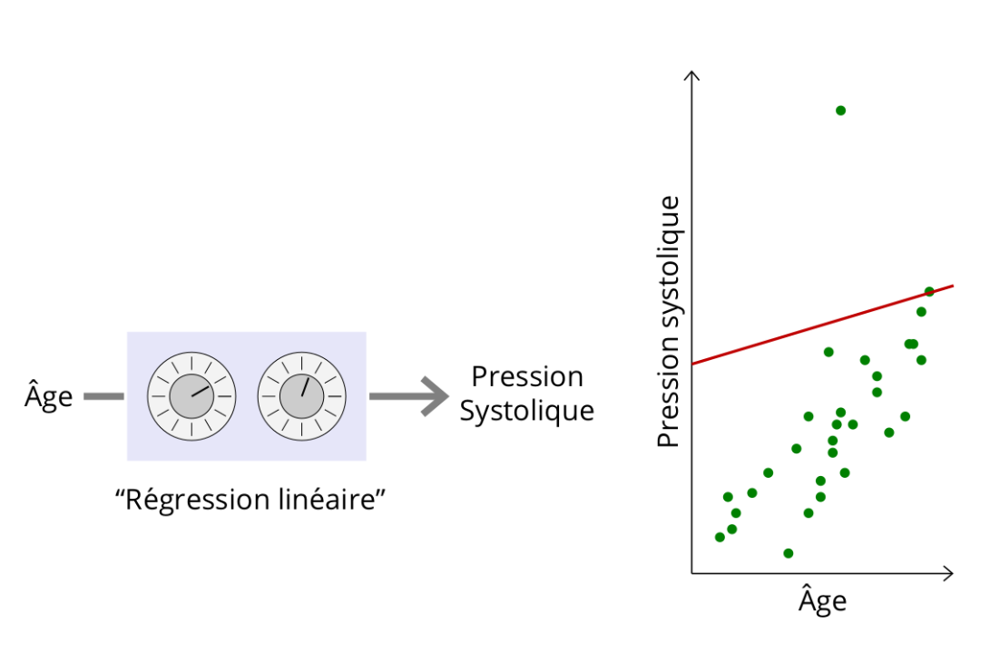 Âge
Pression
Systolique
“Régression linéaire”
Pression systolique
Âge